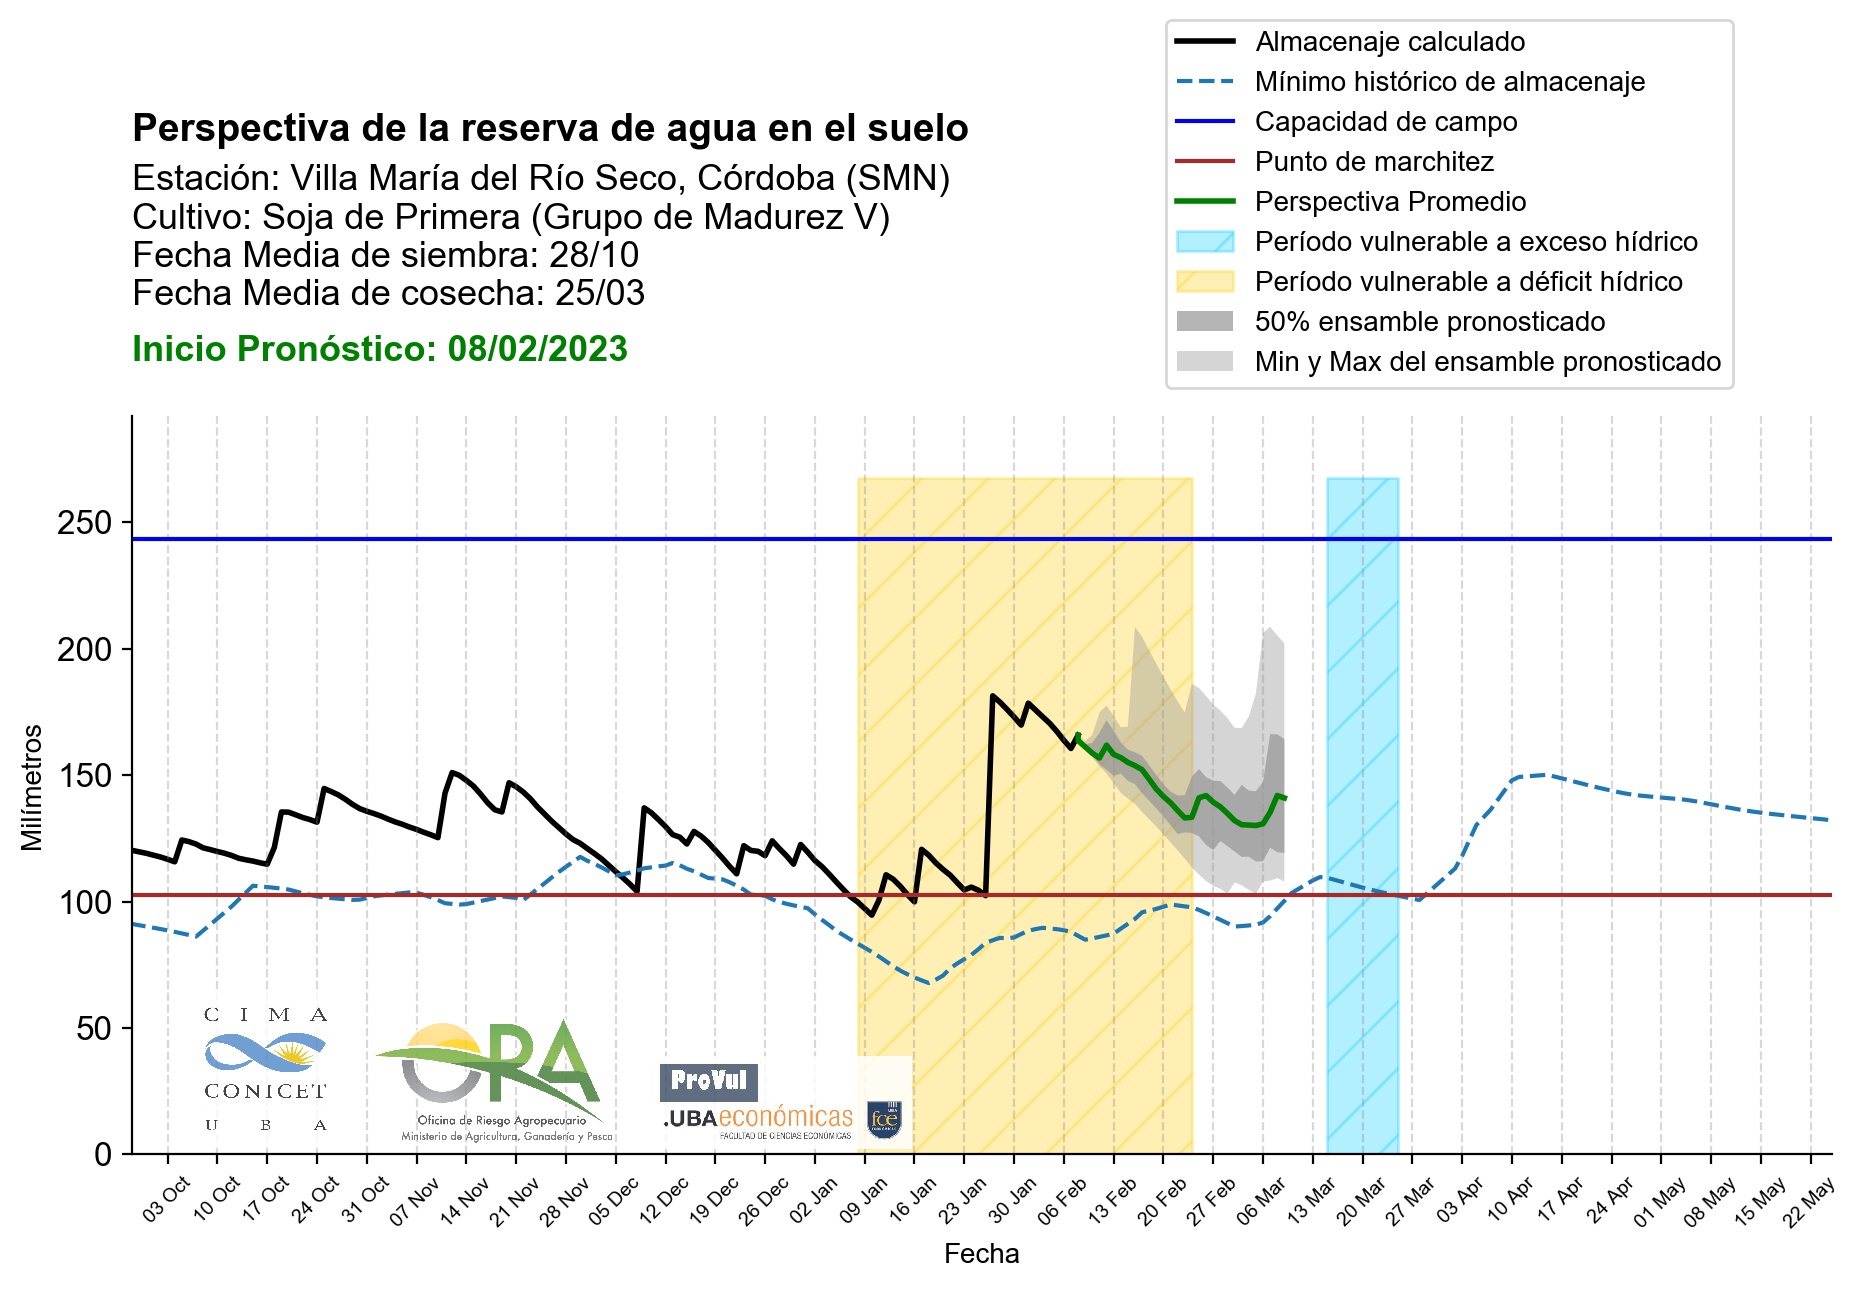 Almacenaje calculado
Mínimo histórico de almacenaje
Capacidad de campo
Punto de marchitez
Perspectiva Promedio
Período vulnerable a exceso hídrico
Período vulnerable a déficit hídrico
50% ensamble pronosticado
Min y Max del ensamble pronosticado
Perspectiva de la reserva de agua en el suelo
Estación: Villa María del Río Seco, Córdoba (SMN)
Cultivo: Soja de Primera (Grupo de Madurez V)
Fecha Media de siembra: 28/10
Fecha Media de cosecha: 25/03
Inicio Pronóstico: 08/02/2023
Milímetros
250
200
150
100
50
0
C I M A
CONICET
U B A
ORA
Oficina de Riesgo Agropecuario
Ministerio de Agricultura, Ganadería y Pesca
ProVul
.UBAeconómicas
FACULTAD DE CIENCIAS ECONÓMICAS
fce
03 Oct
10 Oct
17 Oct
24 Oct
31 Oct
07 Nov
14 Nov
21 Nov
28 Nov
05 Dec
12 Dec
19 Dec
26 Dec
02 Jan
09 Jan
16 Jan
23 Jan
30 Jan
06 Feb
13 Feb
20 Feb
27 Feb
06 Mar
13 Mar
20 Mar
27 Mar
03 Apr
10 Apr
17 Apr
24 Apr
01 May
08 May
15 May
22 May
Fecha